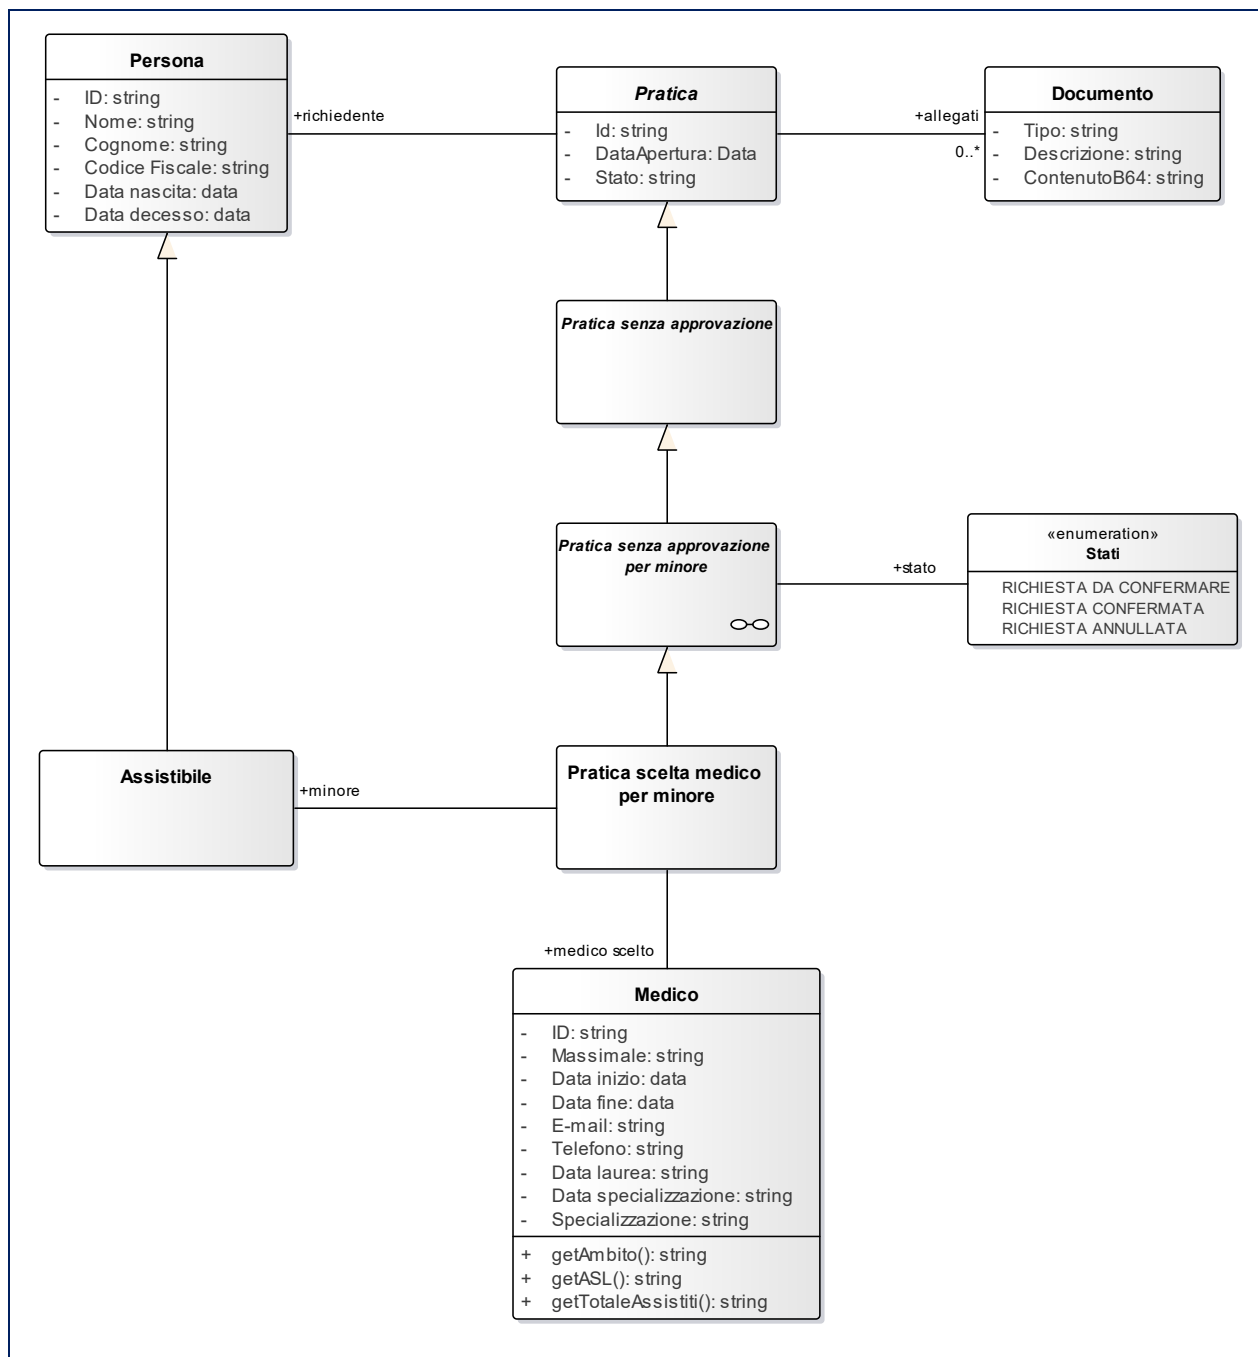 Persona
- ID: string
- Nome: string
- Cognome: string
- Codice Fiscale: string
- Data nascita: data
- Data decesso: data
+richiedente
Pratica
- Id: string
- DataApertura: Data
- Stato: string
+allegati
0..*
Documento
- Tipo: string
- Descrizione: string
- ContenutoB64: string
Pratica senza approvazione
Pratica senza approvazione
per minore
+stato
«enumeration»
Stati
RICHIESTA DA CONFERMARE
RICHIESTA CONFERMATA
RICHIESTA ANNULLATA
Assistibile
+minore
Pratica scelta medico
per minore
+medico scelto
Medico
- ID: string
- Massimale: string
- Data inizio: data
- Data fine: data
- E-mail: string
- Telefono: string
- Data laurea: string
- Data specializzazione: string
- Specializzazione: string
+ getAmbito(): string
+ getASL(): string
+ getTotaleAssistiti(): string